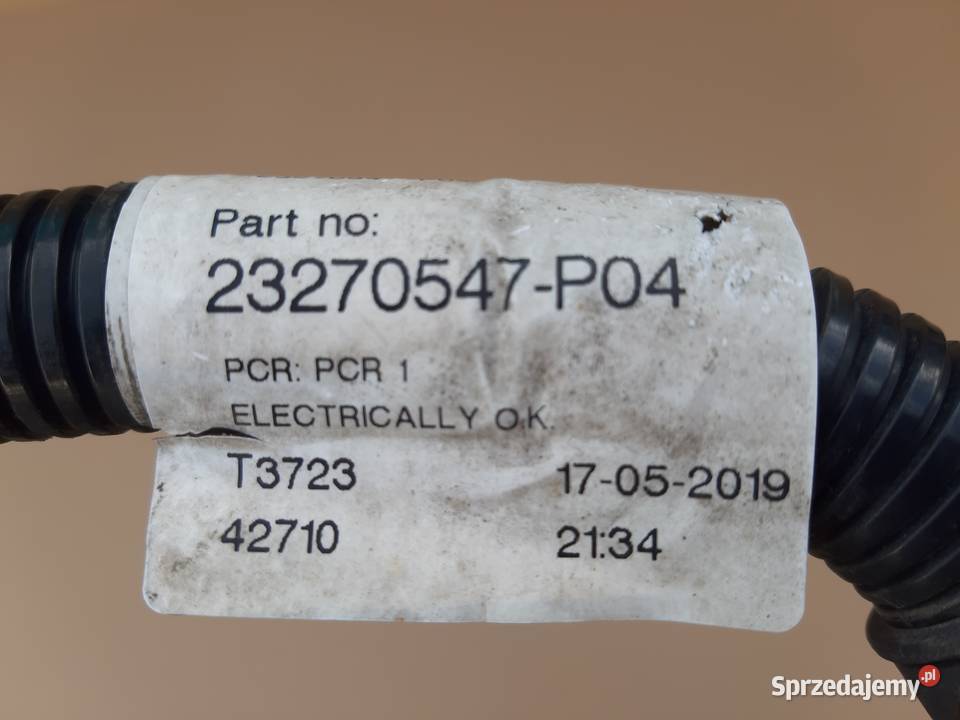 Part no:
23270547-P04
PCR: PCR 1
ELECTRICALLY O.K.
T3723 17-05-2019
42710 21:34
Sprzedajemy.pl